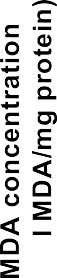 MDA concentration
l MDA/mg protein)